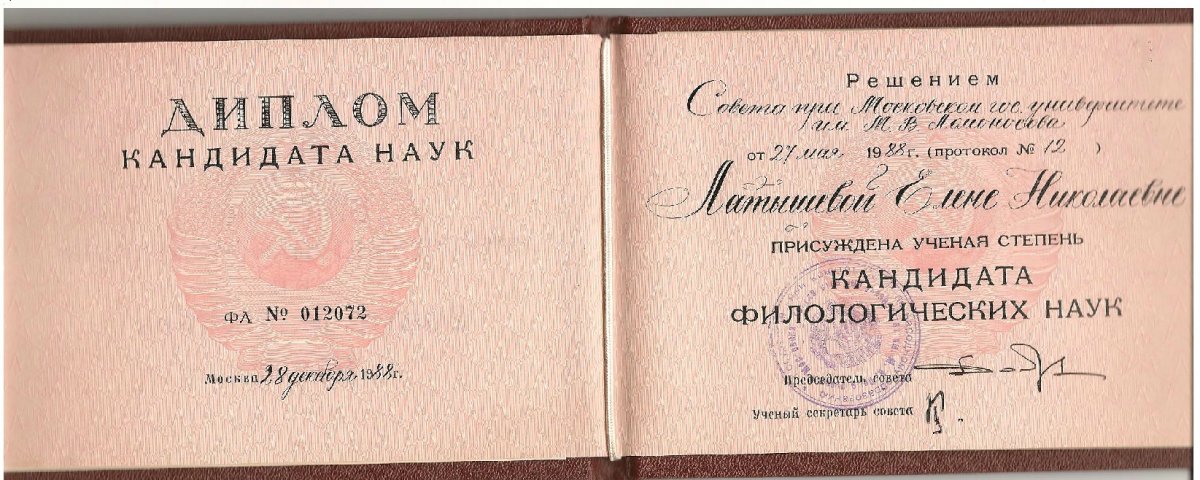 ДИПЛОМ
КАНДИДАТА НАУК
ФЛ № 012072
Москва 28 декабря 1988г.
Решением
Совета при Московском гос. университете
им. М. В. Ломоносова
от 27 мая 1988г. (протокол № 12 )
Латышевой Елене Николаевне
ПРИСУЖДЕНА УЧЕНАЯ СТЕПЕНЬ
КАНДИДАТА
ФИЛОЛОГИЧЕСКИХ НАУК
Председатель совета
Ученый секретарь совета